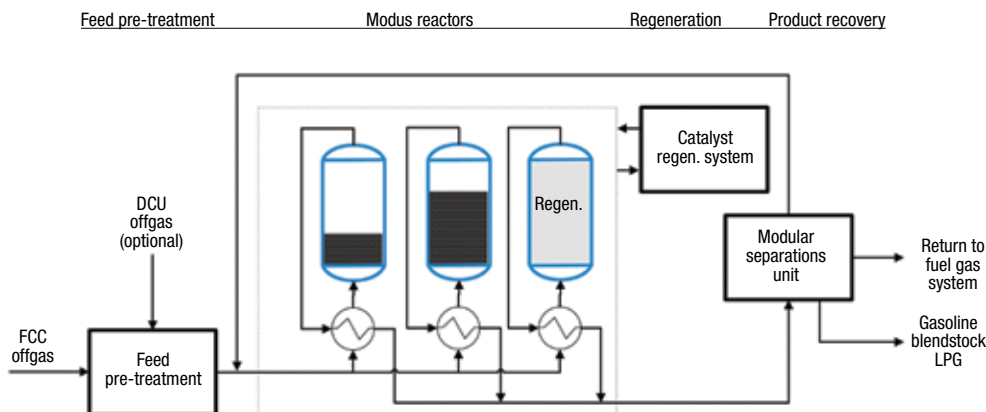 Feed pre-treatment
Modus reactors
Regeneration
Product recovery
Catalyst
regen. system
Regen.
DCU
offgas
(optional)
Modular
separations
unit
Return to
fuel gas
system
FCC
offgas
Feed
pre-treatment
Gasoline
blendstock
LPG